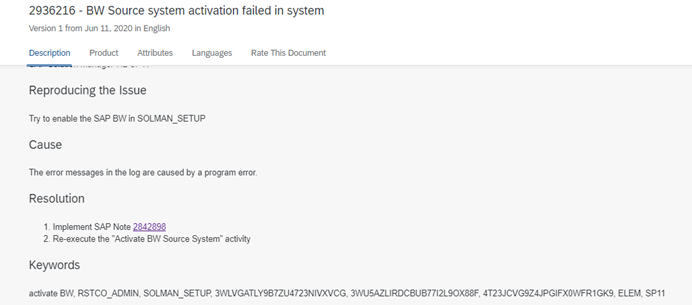 2936216 - BW Source system activation failed in system
Version 1 from Jun 11, 2020 in English
Description Product Attributes Languages Rate This Document
Reproducing the Issue
Try to enable the SAP BW in SOLMAN_SETUP
Cause
The error messages in the log are caused by a program error.
Resolution
1. Implement SAP Note 2842898
2. Re-execute the "Activate BW Source System" activity
Keywords
activate BW, RSTCO_ADMIN, SOLMAN_SETUP, 3WLVGATLY9B7ZU4723NIVXVCG, 3WU5AZLIRDCBUB77I2L9OX88F, 4T23JCVG9Z4JPGIFX0WFR1GK9, ELEM, SP11